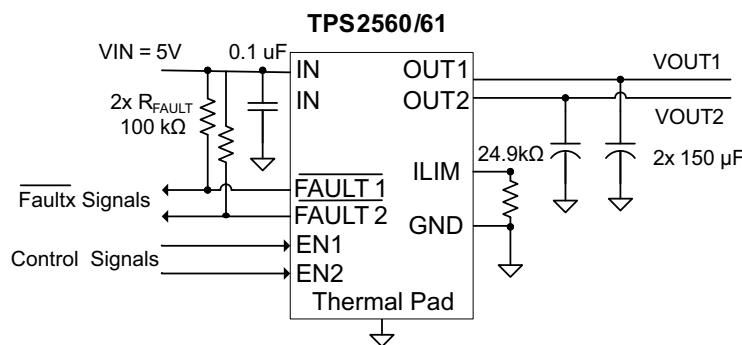 TPS2560/61
VIN = 5V
0.1 uF
IN
OUT1
VOUT1
IN
OUT2
VOUT2
2x RFAULT
100 kΩ
24.9kΩ
2x 150 µF
ILIM
Faultx Signals
FAULT 1
FAULT 2
GND
Control Signals
EN1
EN2
Thermal Pad